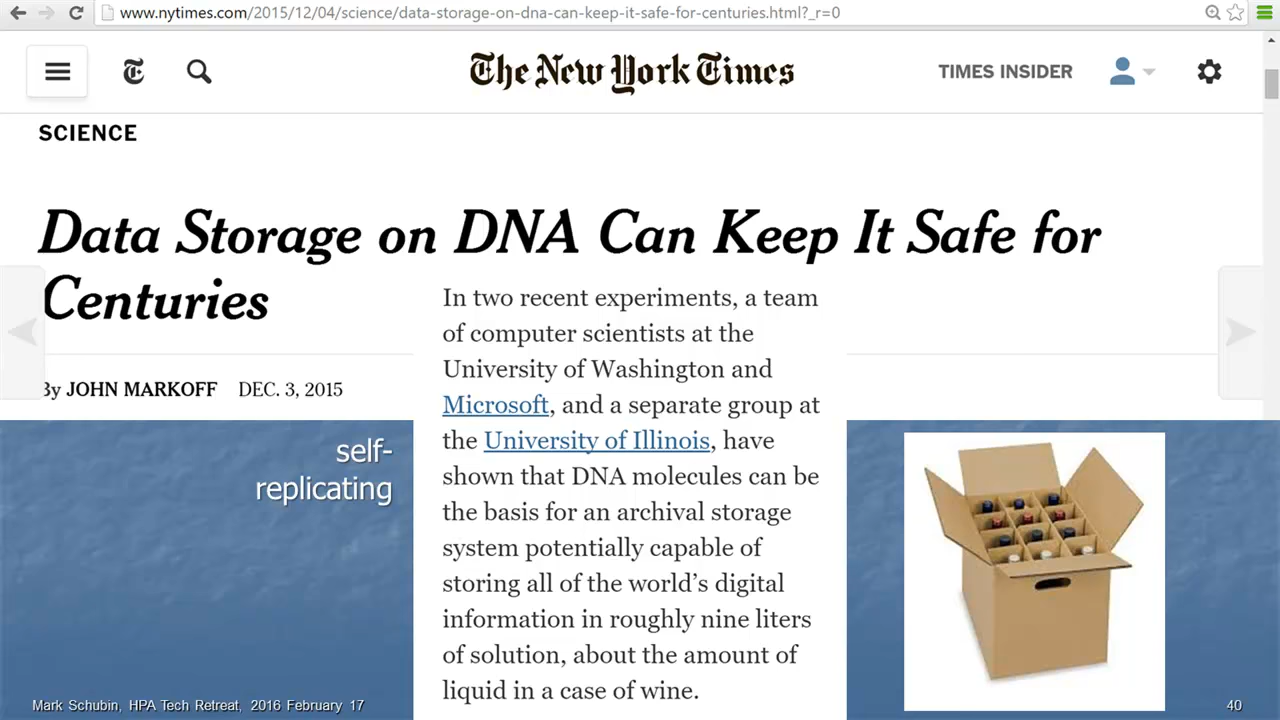 www.nytimes.com/2015/12/04/science/data-storage-on-dna-can-keep-it-safe-for-centuries.html?_r=0
The New York Times
TIMES INSIDER
SCIENCE
Data Storage on DNA Can Keep It Safe for
Centuries
By JOHN MARKOFF DEC. 3, 2015
In two recent experiments, a team
of computer scientists at the
University of Washington and
Microsoft, and a separate group at
the University of Illinois, have
shown that DNA molecules can be
the basis for an archival storage
system potentially capable of
storing all of the world's digital
information in roughly nine liters
of solution, about the amount of
liquid in a case of wine.
self-
replicating
Mark Schubin, HPA Tech Retreat, 2016 February 17
40